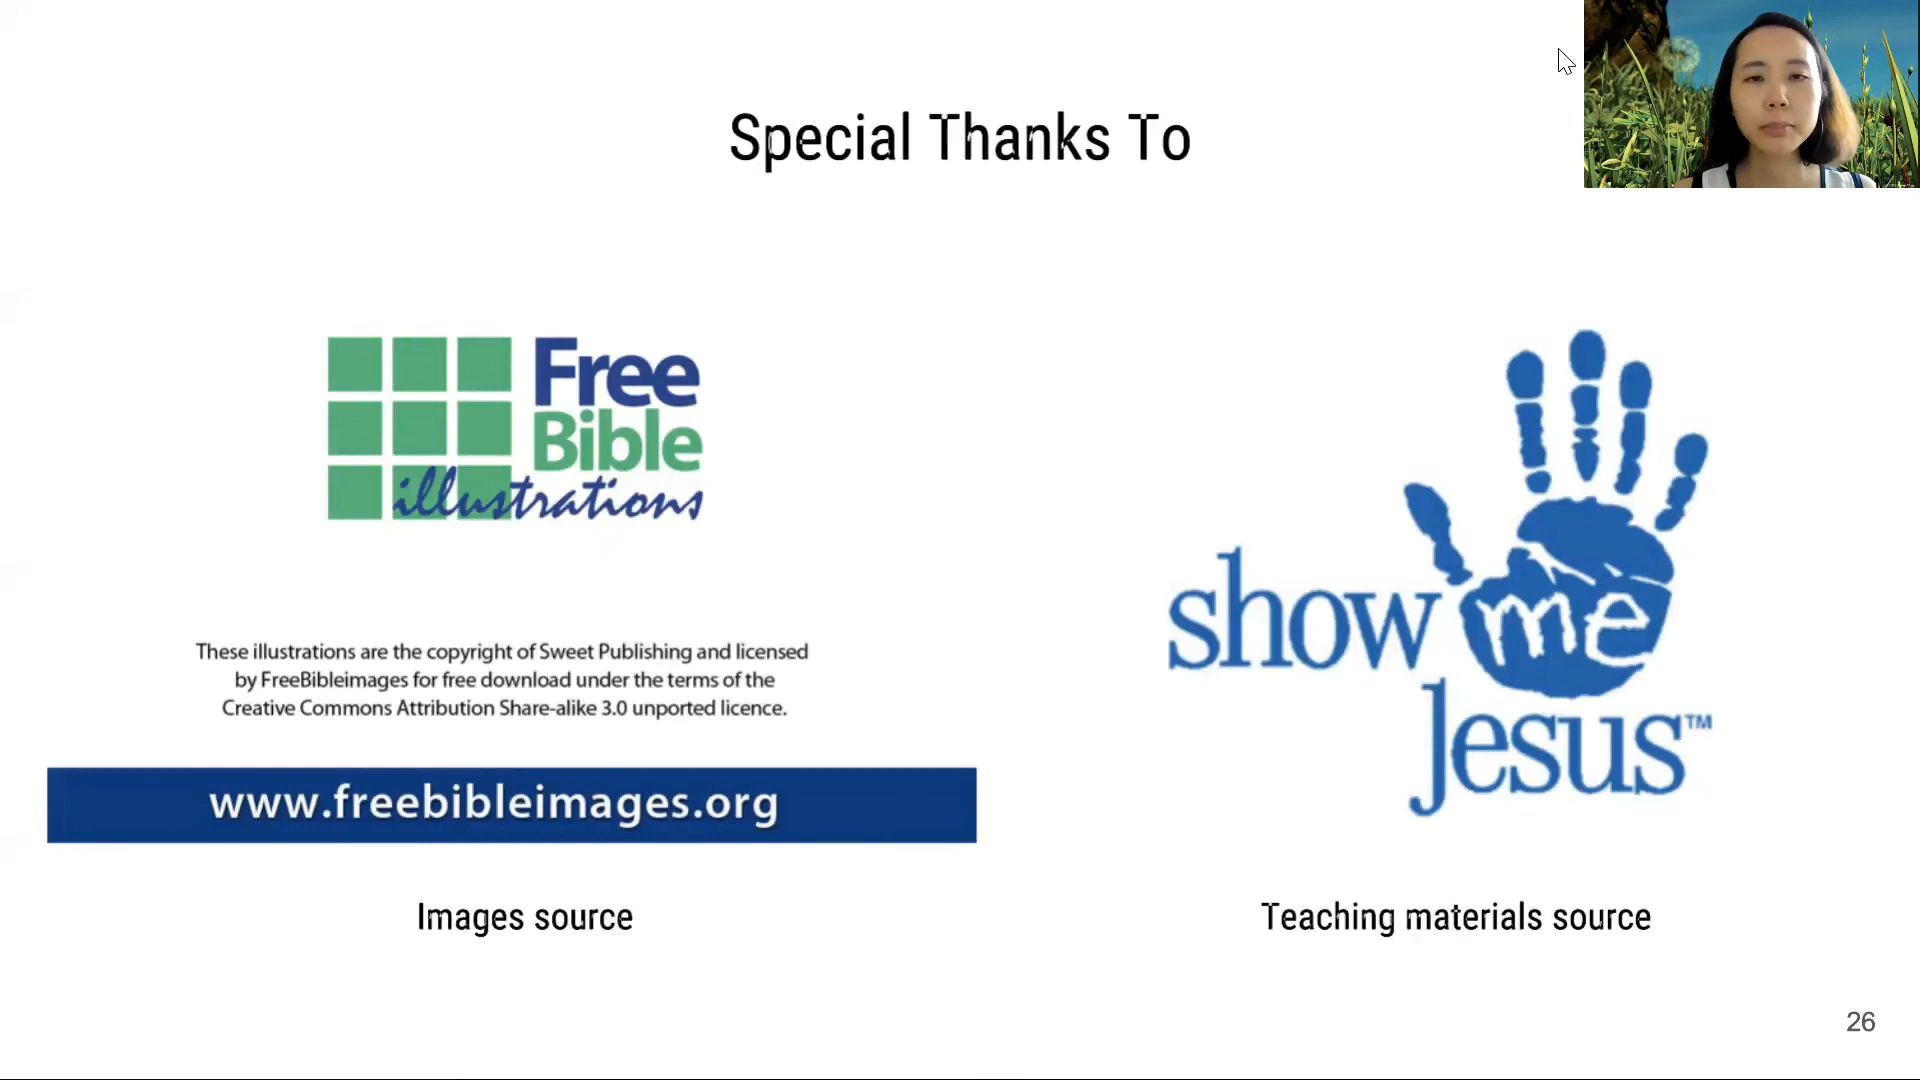 Special Thanks To
Free
Bible
illustrations
These illustrations are the copyright of Sweet Publishing and licensed
by FreeBibleimages for free download under the terms of the
Creative Commons Attribution Share-alike 3.0 unported licence.
www.freebibleimages.org
Images source
show me
Jesus™
Teaching materials source
26